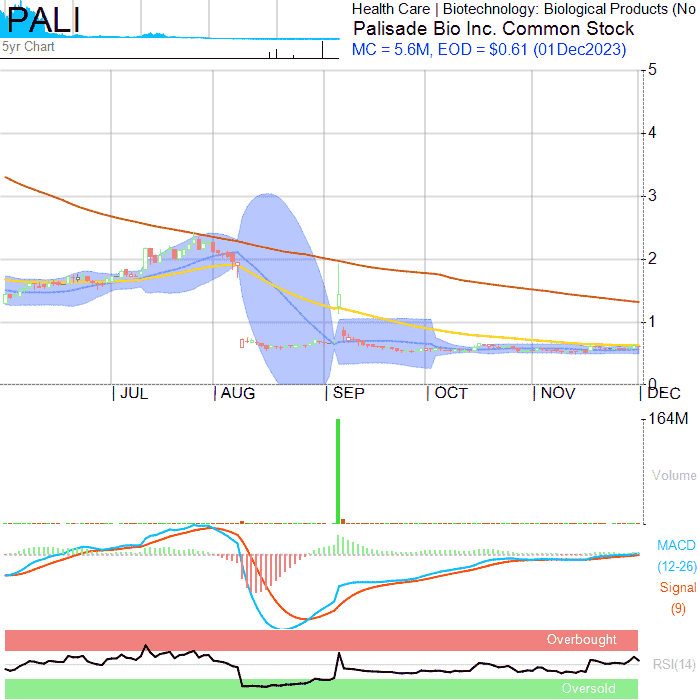 PALI
5yr Chart
Health Care | Biotechnology: Biological Products (No
Palisade Bio Inc. Common Stock
MC = 5.6M, EOD = $0.61 (01Dec2023)
5
4
3
2
1
0
| JUL | AUG | SEP | OCT | NOV | DEC
164M
Volume
MACD
(12-26)
Signal
(9)
Overbought
RSI(14)
Oversold